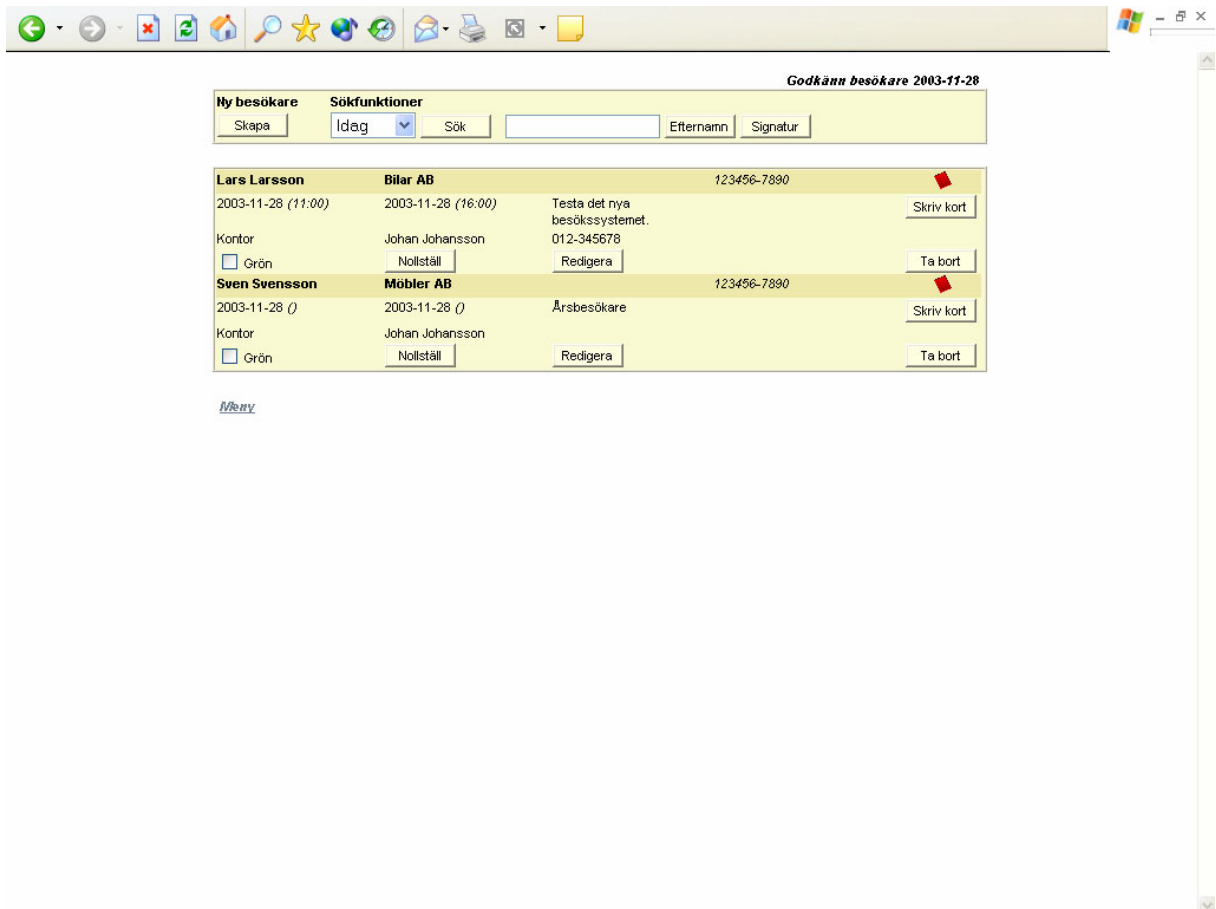 Godkänn besökare 2003-11-28
Ny besökare Sökfunktioner
Skapa Idag Sök Efternamn Signatur
Lars Larsson Bilar AB 123456-7890
2003-11-28 (11:00) 2003-11-28 (16:00) Testa det nya Skriv kort
besökssystemet.
Kontor Johan Johansson 012-345678
Grön Nollställ Redigera Ta bort
Sven Svensson Möbler AB 123456-7890
2003-11-28 () 2003-11-28 () Årsbesökare Skriv kort
Kontor Johan Johansson
Grön Nollställ Redigera Ta bort
Meny